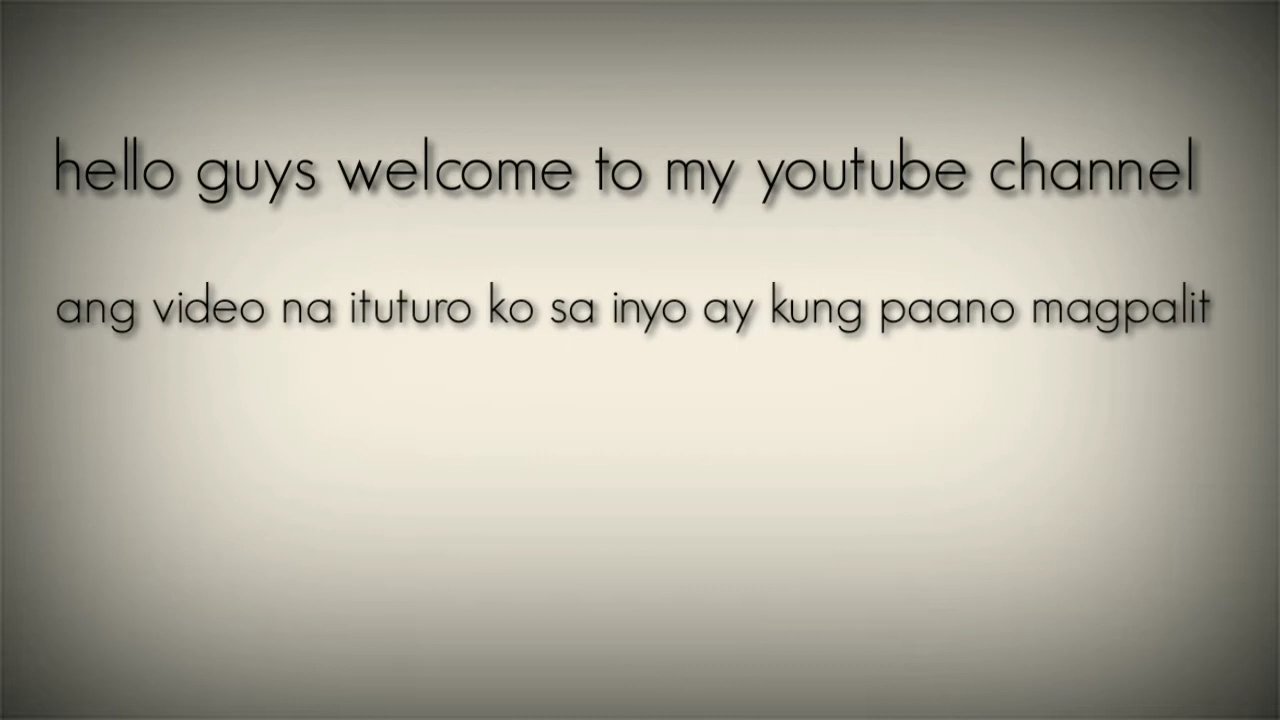 hello guys welcome to my youtube channel
ang video na ituturo ko sa inyo ay kung paano magpalit